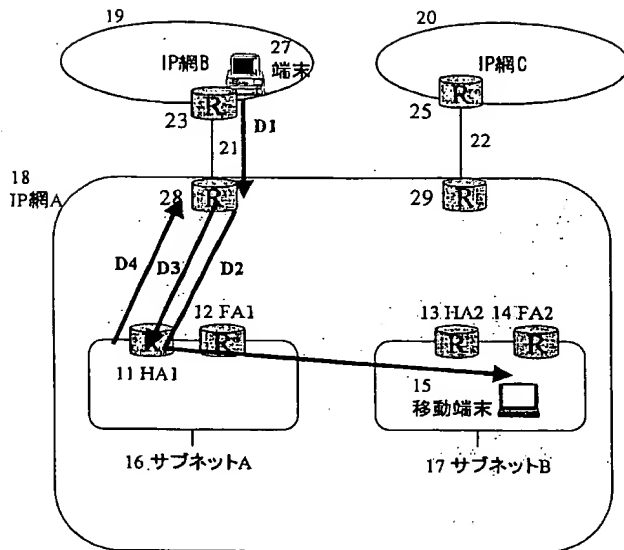 19
20
IP網B
27
端末
IP網C
R
23
R
25
D1
21
22
18
IP網A
28
R
29
R
D4
D3
D2
12 FA1
13 HA2
14 FA2
R
R
R
R
11 HA1
15
移動端末
16 サブネットA
17 サブネットB